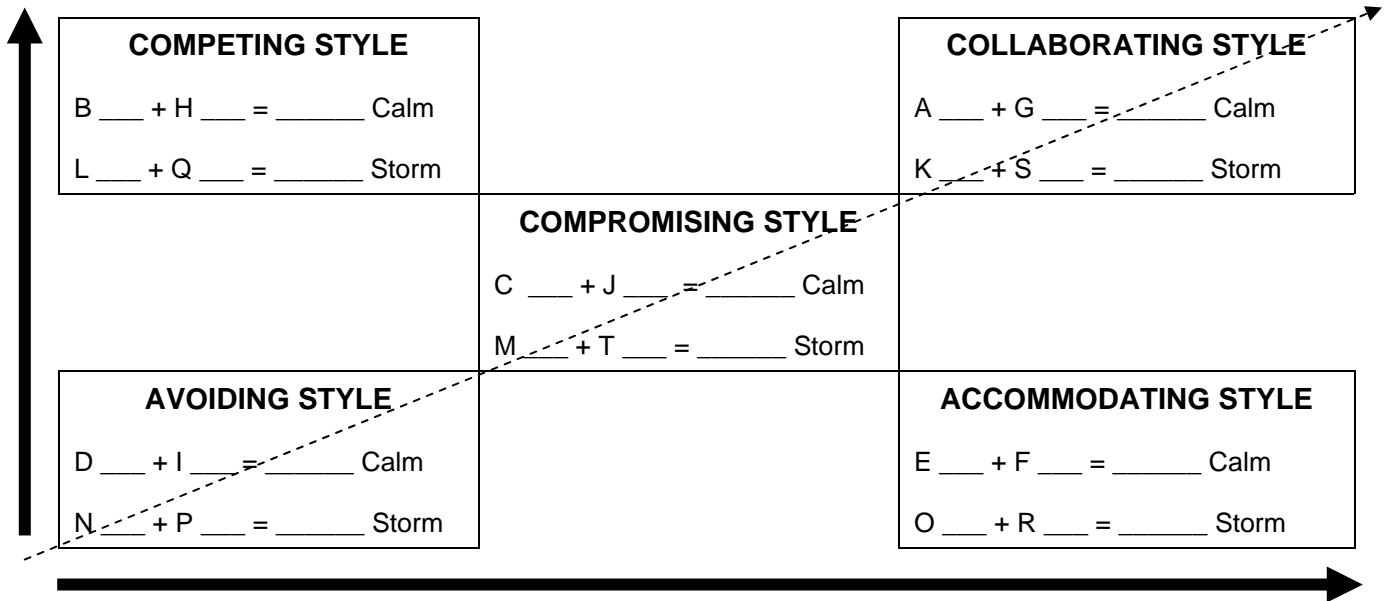 COMPETING STYLE
B ___ + H ___ = ______ Calm
L ___ + Q ___ = ______ Storm
COLLABORATING STYLE
A ___ + G ___ = ______ Calm
K ___ + S ___ = ______ Storm
COMPROMISING STYLE
C ___ + J ___ = ______ Calm
M ___ + T ___ = ______ Storm
AVOIDING STYLE
D ___ + I ___ = ______ Calm
N ___ + P ___ = ______ Storm
ACCOMMODATING STYLE
E ___ + F ___ = ______ Calm
O ___ + R ___ = ______ Storm